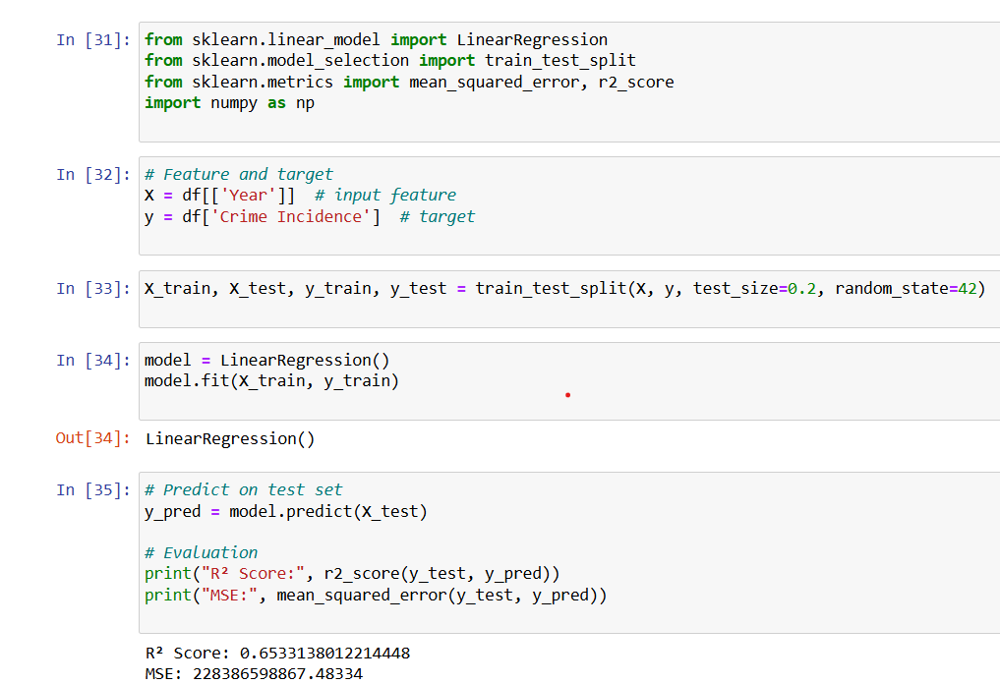 In [31]: from sklearn.linear_model import LinearRegression
from sklearn.model_selection import train_test_split
from sklearn.metrics import mean_squared_error, r2_score
import numpy as np
In [32]: # Feature and target
X = df[['Year']]  # input feature
y = df['Crime Incidence']  # target
In [33]: X_train, X_test, y_train, y_test = train_test_split(X, y, test_size=0.2, random_state=42)
In [34]: model = LinearRegression()
model.fit(X_train, y_train)
Out[34]: LinearRegression()
In [35]: # Predict on test set
y_pred = model.predict(X_test)
# Evaluation
print("R² Score:", r2_score(y_test, y_pred))
print("MSE:", mean_squared_error(y_test, y_pred))
R² Score: 0.6533138012214448
MSE: 228386598867.48334